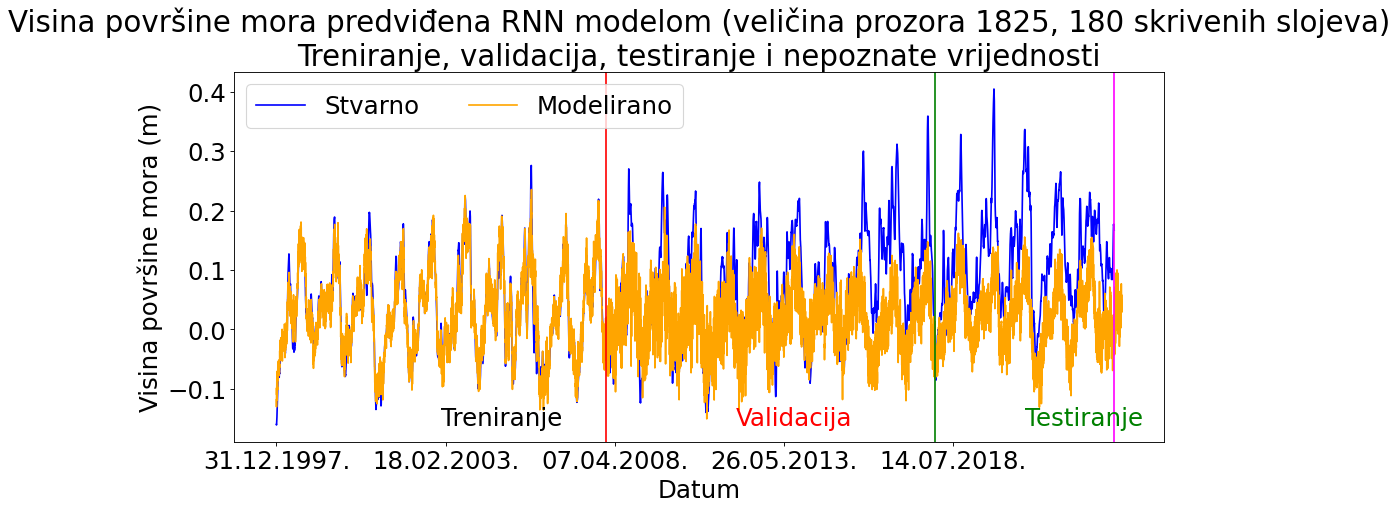 Visina površine mora predviđena RNN modelom (veličina prozora 1825, 180 skrivenih slojeva)
Treniranje, validacija, testiranje i nepoznate vrijednosti
Stvarno Modelirano
Visina površine mora (m)
0.4
0.3
0.2
0.1
0.0
−0.1
Treniranje Validacija Testiranje
31.12.1997. 18.02.2003. 07.04.2008. 26.05.2013. 14.07.2018.
Datum